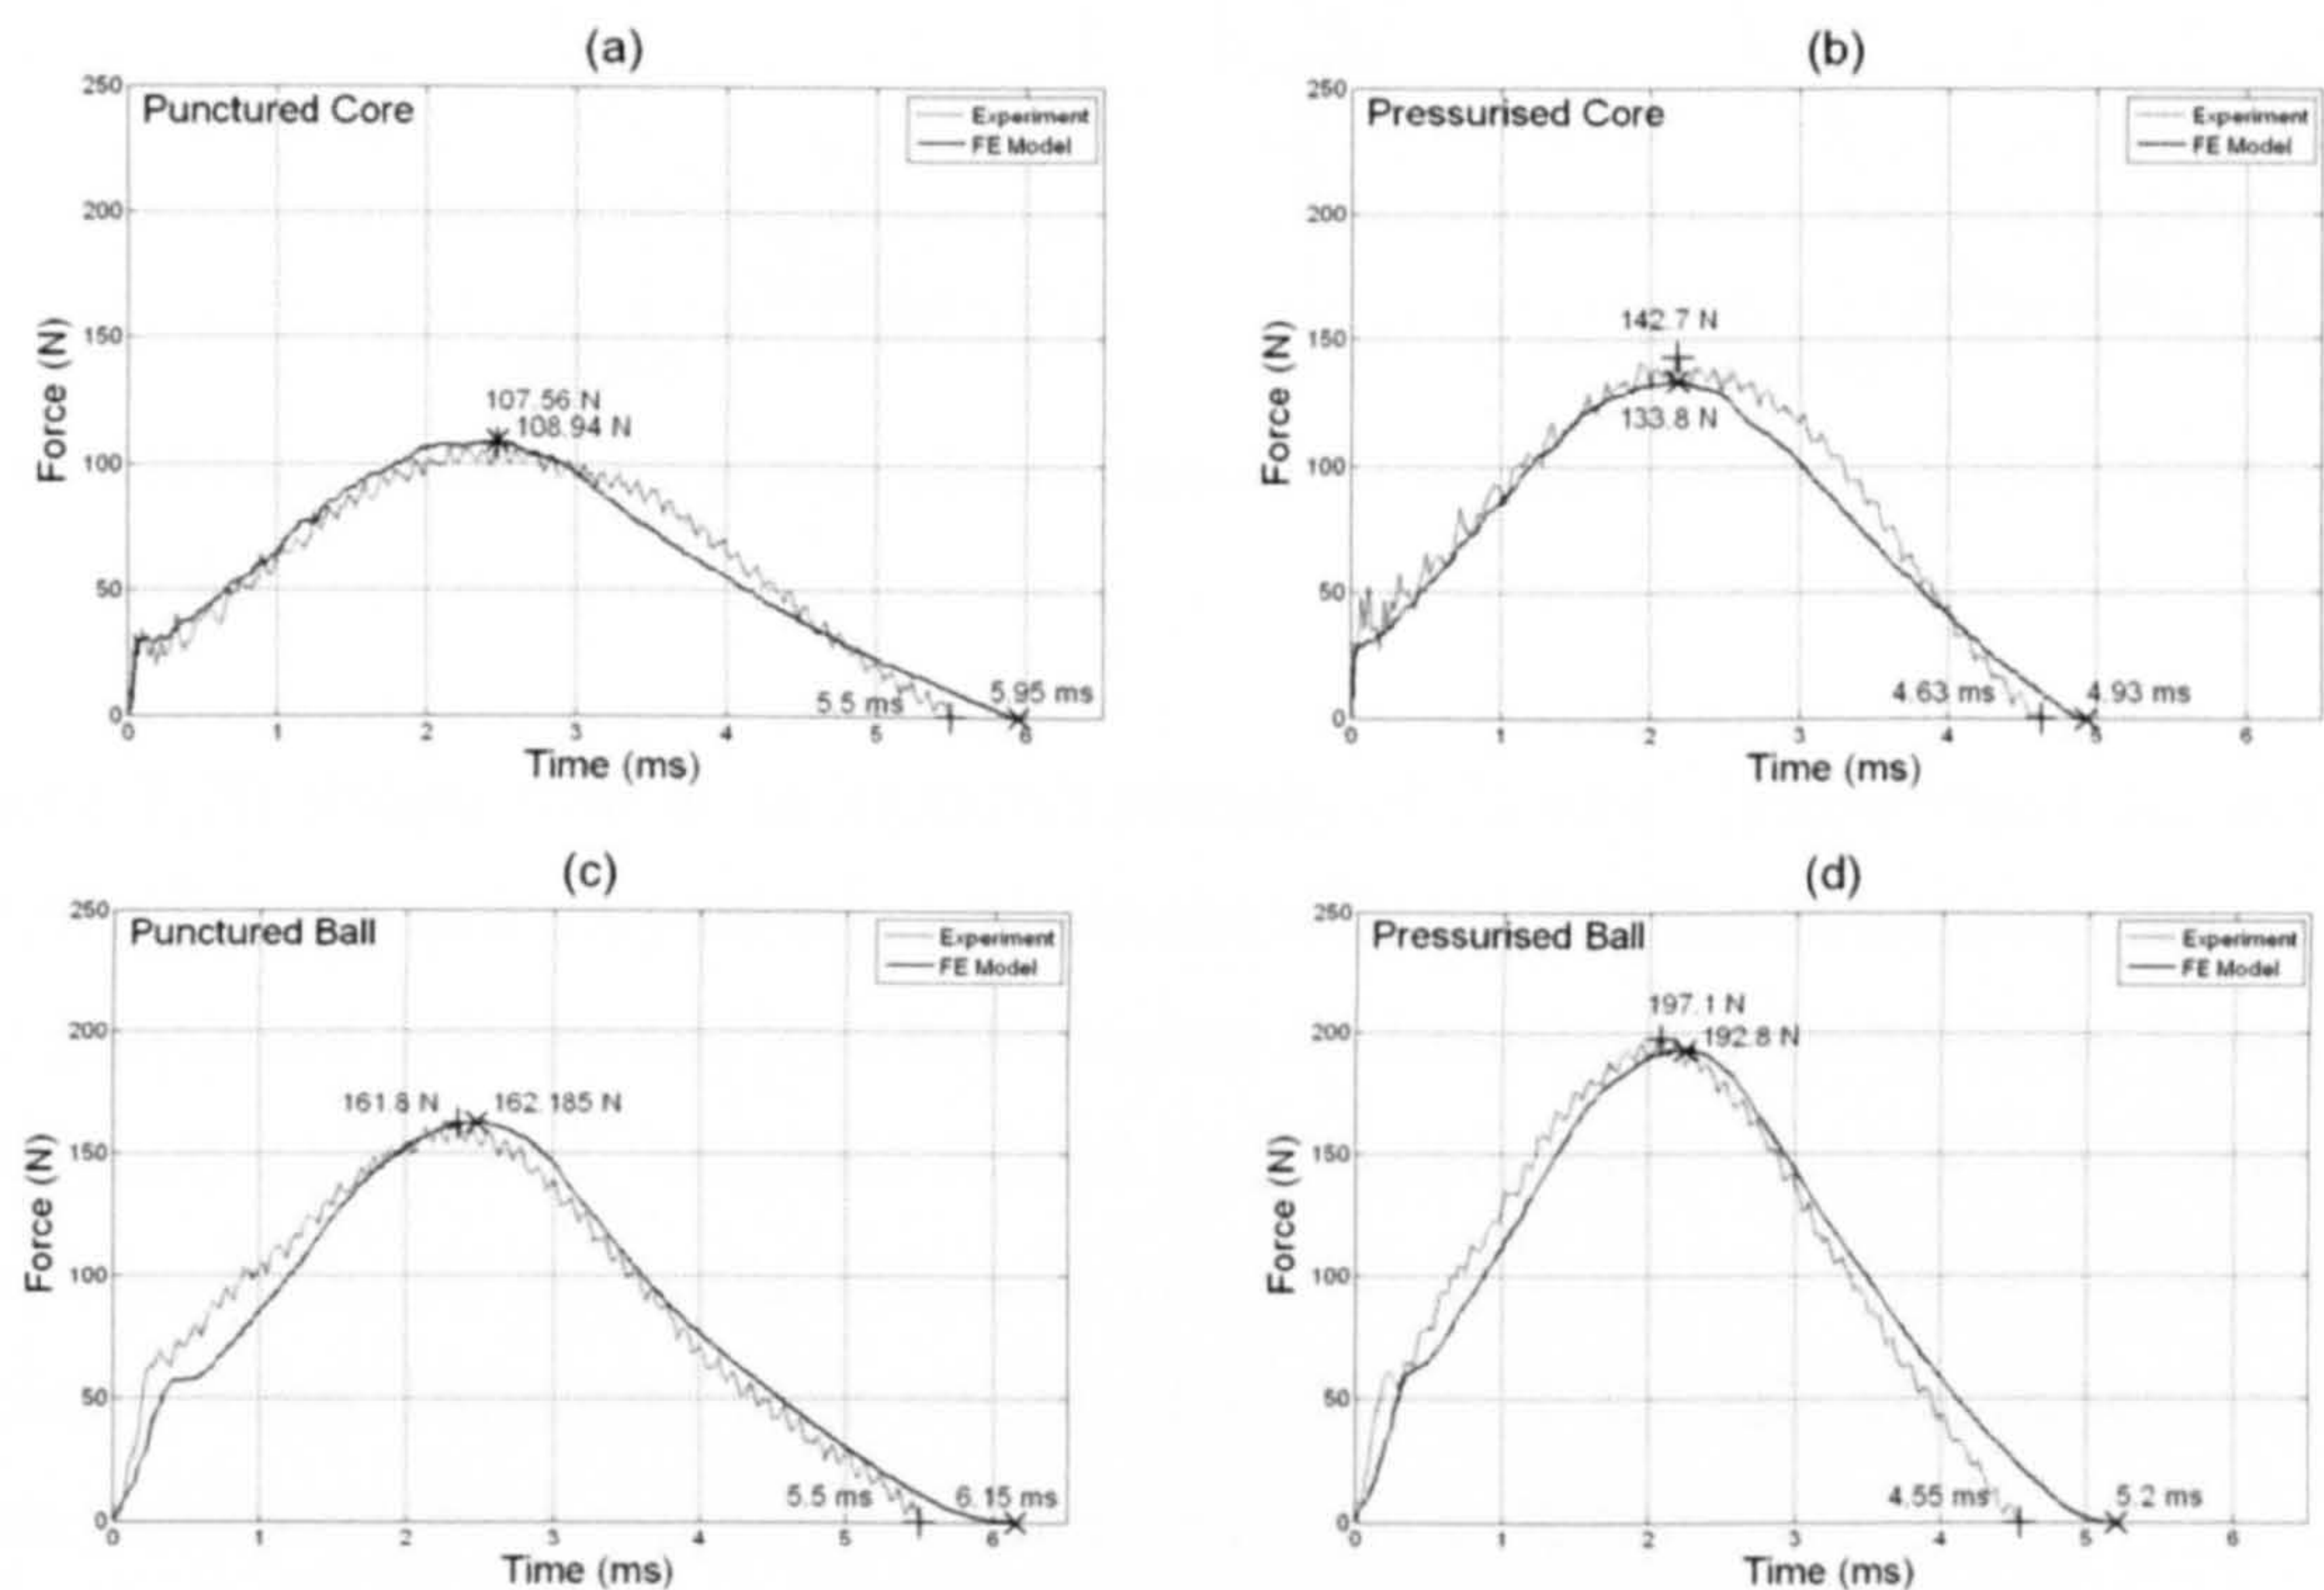 (a)
Punctured Core
Experiment
FE Model
250
200
150
100
50
0
107.56 N
108.94 N
5.5 ms
5.95 ms
0 1 2 3 4 5 6
Force (N)
Time (ms)
(b)
Pressurised Core
Experiment
FE Model
250
200
150
100
50
0
142.7 N
133.8 N
4.63 ms
4.93 ms
0 1 2 3 4 5 6
Force (N)
Time (ms)
(c)
Punctured Ball
Experiment
FE Model
250
200
150
100
50
0
161.8 N
162.185 N
5.5 ms
6.15 ms
0 1 2 3 4 5 6
Force (N)
Time (ms)
(d)
Pressurised Ball
Experiment
FE Model
250
200
150
100
50
0
197.1 N
192.8 N
4.55 ms
5.2 ms
0 1 2 3 4 5 6
Force (N)
Time (ms)